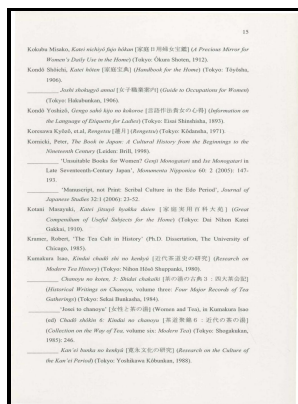 15
Kokubu Misako, Katei nichiyō fujo hōkan [家庭日用婦女宝鑑] (A Precious Mirror for
Women's Daily Use in the Home) (Tokyo: Ōkura Shoten, 1912).
Kondō Shōichi, Katei hōten [家庭宝典] (Handbook for the Home) (Tokyo: Tōyōsha,
1906).
________ Joshi shokugyō annai [女子職業案内] (Guide to Occupations for Women)
(Tokyo: Hakubunkan, 1906).
Kondō Yoshizō, Gengo sahō kijo no kokoroe [言語作法貴女の心得] (Information on
the Language of Etiquette for Ladies) (Tokyo: Eisai Shinshisha, 1893).
Koresawa Kyōzō, et.al, Rengetsu [蓮月] (Rengetsu) (Tokyo: Kōdansha, 1971).
Kornicki, Peter, The Book in Japan: A Cultural History from the Beginnings to the
Nineteenth Century (Leiden: Brill, 1998).
________ 'Unsuitable Books for Women? Genji Monogatari and Ise Monogatari in
Late Seventeenth-Century Japan', Monumenta Nipponica 60: 2 (2005): 147-
193.
________ 'Manuscript, not Print: Scribal Culture in the Edo Period', Journal of
Japanese Studies 32:1 (2006): 23-52.
Kotani Masayuki, Katei jitsuyō hyakka daien [家庭実用百科大苑] (Great
Compendium of Useful Subjects for the Home) (Tokyo: Dai Nihon Katei
Gakkai, 1910).
Kramer, Robert, 'The Tea Cult in History' (Ph.D. Dissertation, The University of
Chicago, 1985).
Kumakura Isao, Kindai chadō shi no kenkyū [近代茶道史の研究] (Research on
Modern Tea History) (Tokyo: Nihon Hōsō Shuppanki, 1980).
________ Chanoyu no koten. 3: Shidai chakaiki [茶の湯の古典3：四大茶会記]
(Historical Writings on Chanoyu, volume three: Four Major Records of Tea
Gatherings) (Tokyo: Sekai Bunkasha, 1984).
________ 'Josei to chanoyu' [女性と茶の湯] (Women and Tea), in Kumakura Isao
(ed) Chadō shūkin 6: Kindai no chanoyu [茶道聚錦6：近代の茶の湯]
(Collection on the Way of Tea, volume six: Modern Tea) (Tokyo: Shogakukan,
1985): 246.
________ Kan'ei bunka no kenkyū [寛永文化の研究] (Research on the Culture of
the Kan'ei Period) (Tokyo: Yoshikawa Kōbunkan, 1988).